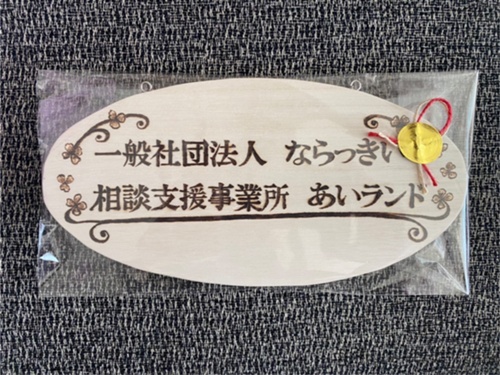 一般社団法人 ならっきい
相談支援事業所 あいランド